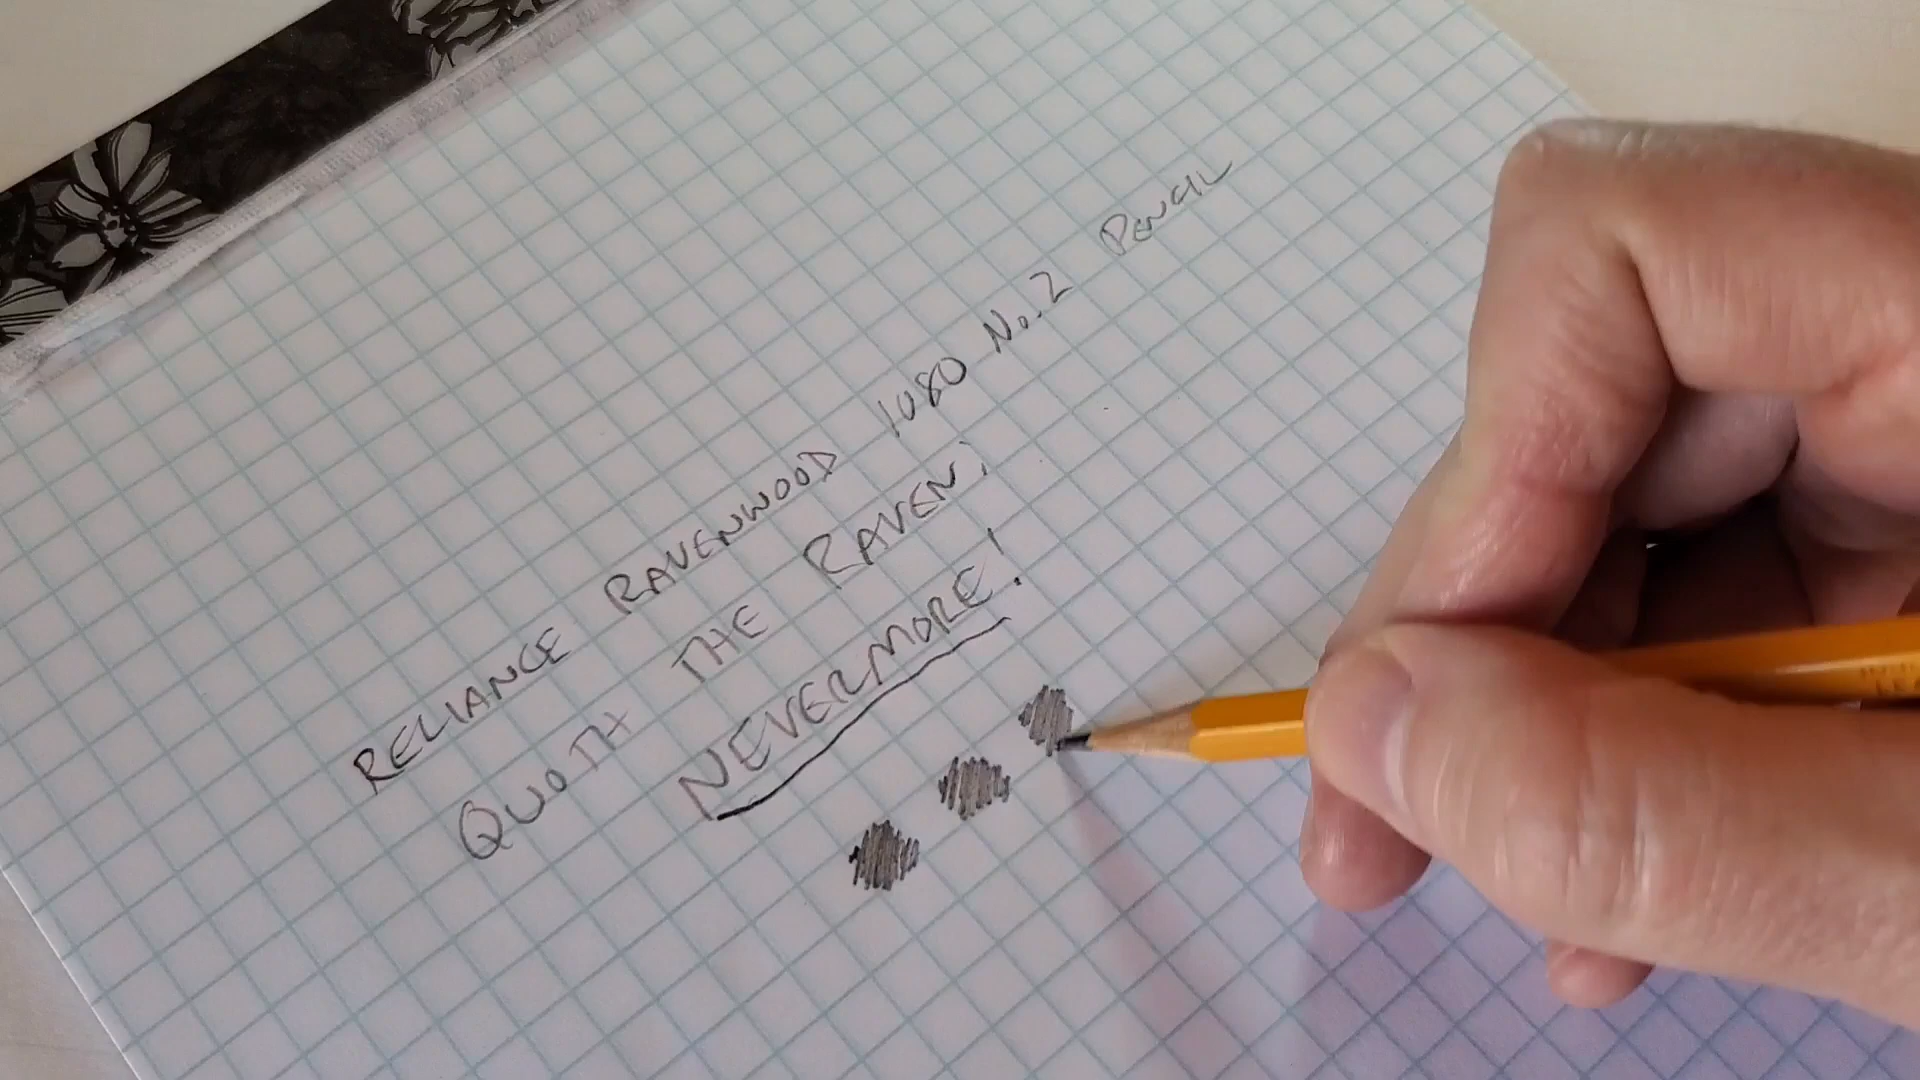 RELIANCE RAVENWOOD 1080 No.2 PENCIL
QUOTH THE RAVEN;
NEVERMORE!